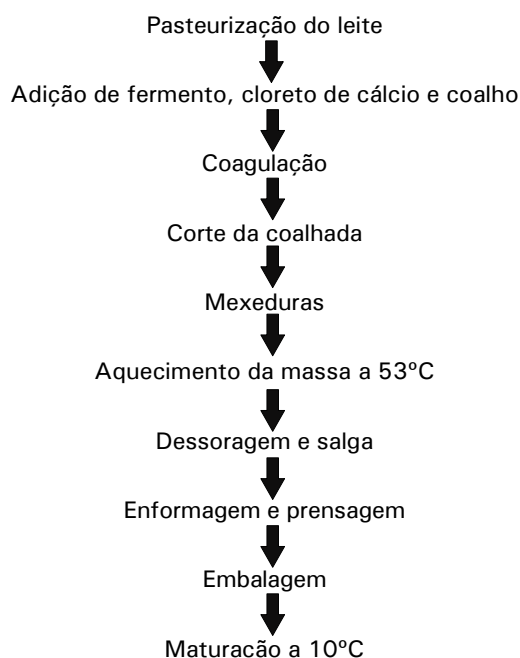 Pasteurização do leite
Adição de fermento, cloreto de cálcio e coalho
Coagulação
Corte da coalhada
Mexeduras
Aquecimento da massa a 53ºC
Dessoragem e salga
Enformagem e prensagem
Embalagem
Maturacão a 10ºC